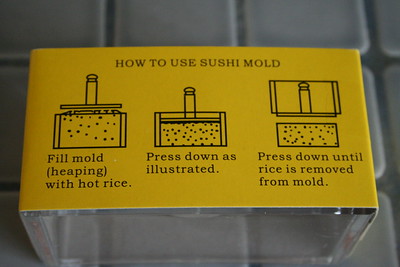 HOW TO USE SUSHI MOLD
Fill mold
(heaping)
with hot rice.
Press down as
illustrated.
Press down until
rice is removed
from mold.